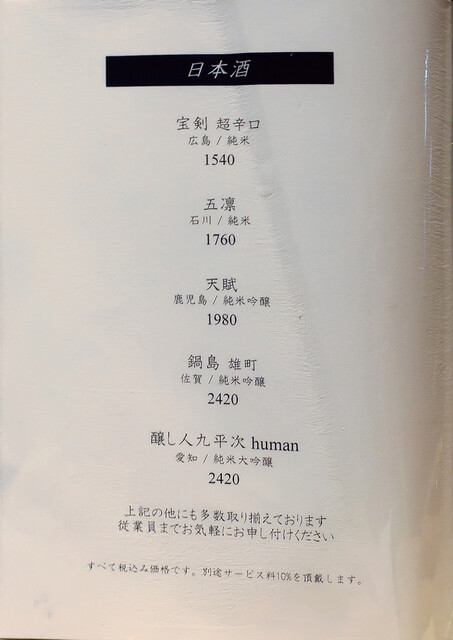 日本酒
宝剣 超辛口
広島 / 純米
1540
五凛
石川 / 純米
1760
天賦
鹿児島 / 純米吟醸
1980
鍋島 雄町
佐賀 / 純米吟醸
2420
醸し人九平次 human
愛知 / 純米大吟醸
2420
上記の他にも多数取り揃えております
従業員までお気軽にお申し付けください
すべて税込み価格です。別途サービス料10%を頂戴します。